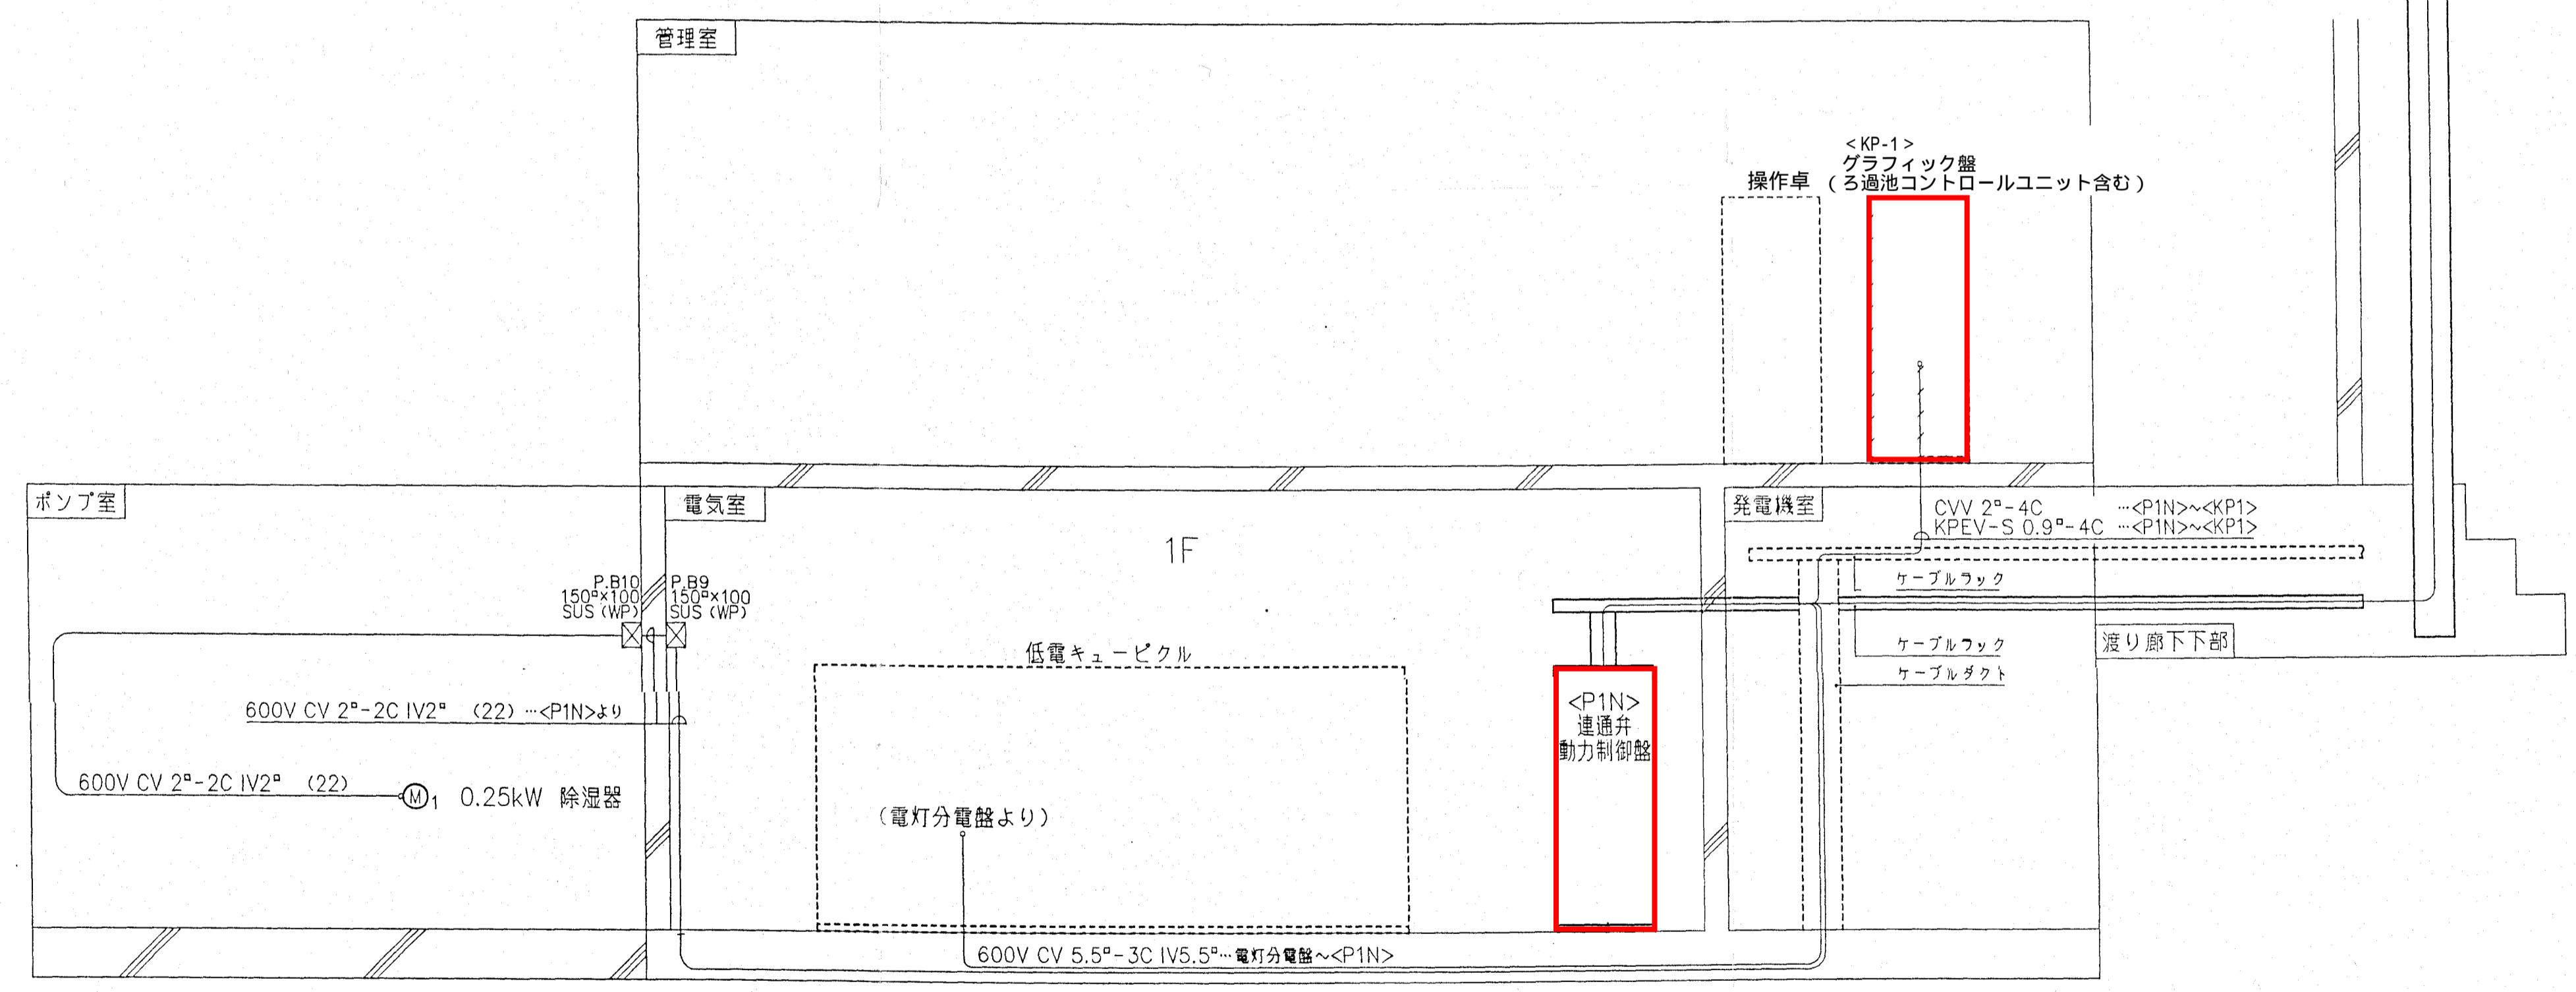 管理室
<KP-1>
グラフィック盤
操作卓 (ろ過池コントロールユニット含む)
ポンプ室
電気室
発電機室
CVV 2□-4C …<P1N>~<KP1>
KPEV-S 0.9□-4C …<P1N>~<KP1>
1F
P.B10
150□×100
SUS (WP)
P.B9
150□×100
SUS (WP)
ケーブルラック
低電キュービクル
ケーブルラック
ケーブルダクト
渡り廊下下部
<P1N>
連通弁
動力制御盤
600V CV 2□-2C IV2□ (22) …<P1N>より
600V CV 2□-2C IV2□ (22)
M 1 0.25kW 除湿器
(電灯分電盤より)
600V CV 5.5□-3C IV5.5□…電灯分電盤~<P1N>